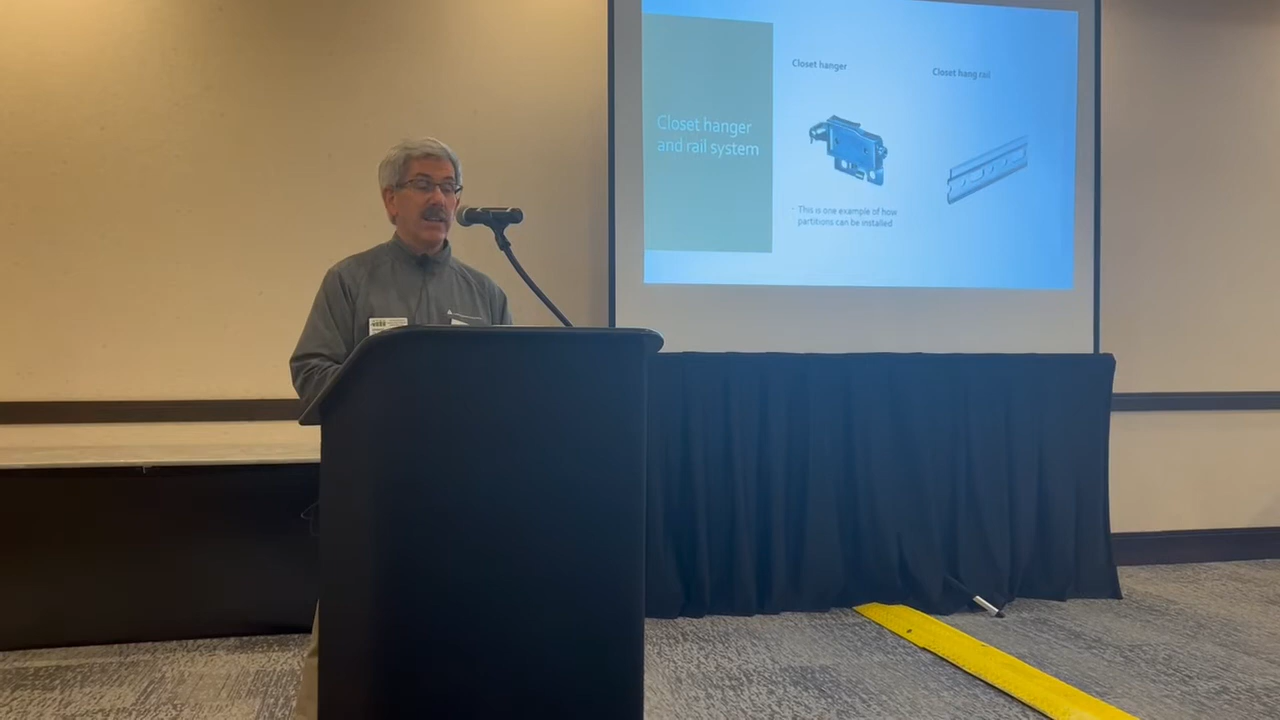 Closet hanger
and rail system
Closet hanger
Closet hang rail
- This is one example of how
partitions can be installed